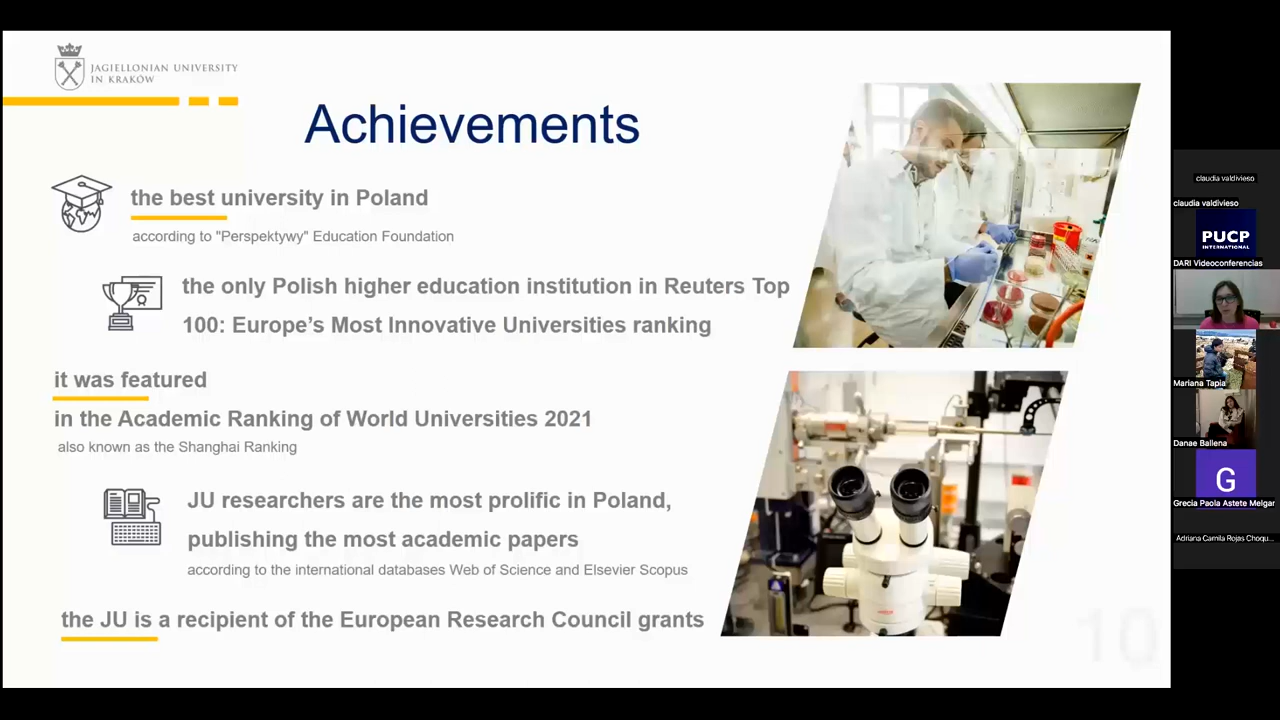 JAGIELLONIAN UNIVERSITY
IN KRAKÓW
Achievements
the best university in Poland
according to "Perspektywy" Education Foundation
the only Polish higher education institution in Reuters Top
100: Europe's Most Innovative Universities ranking
it was featured
in the Academic Ranking of World Universities 2021
also known as the Shanghai Ranking
JU researchers are the most prolific in Poland,
publishing the most academic papers
according to the international databases Web of Science and Elsevier Scopus
the JU is a recipient of the European Research Council grants
10
claudia valdivieso
claudia valdivieso
PUCP
INTERNATIONAL
DARI Videoconferencias
Mariana Tapia
Danae Ballena
G
Grecia Paola Astete Melgar
Adriana Camila Rojas Choqu...